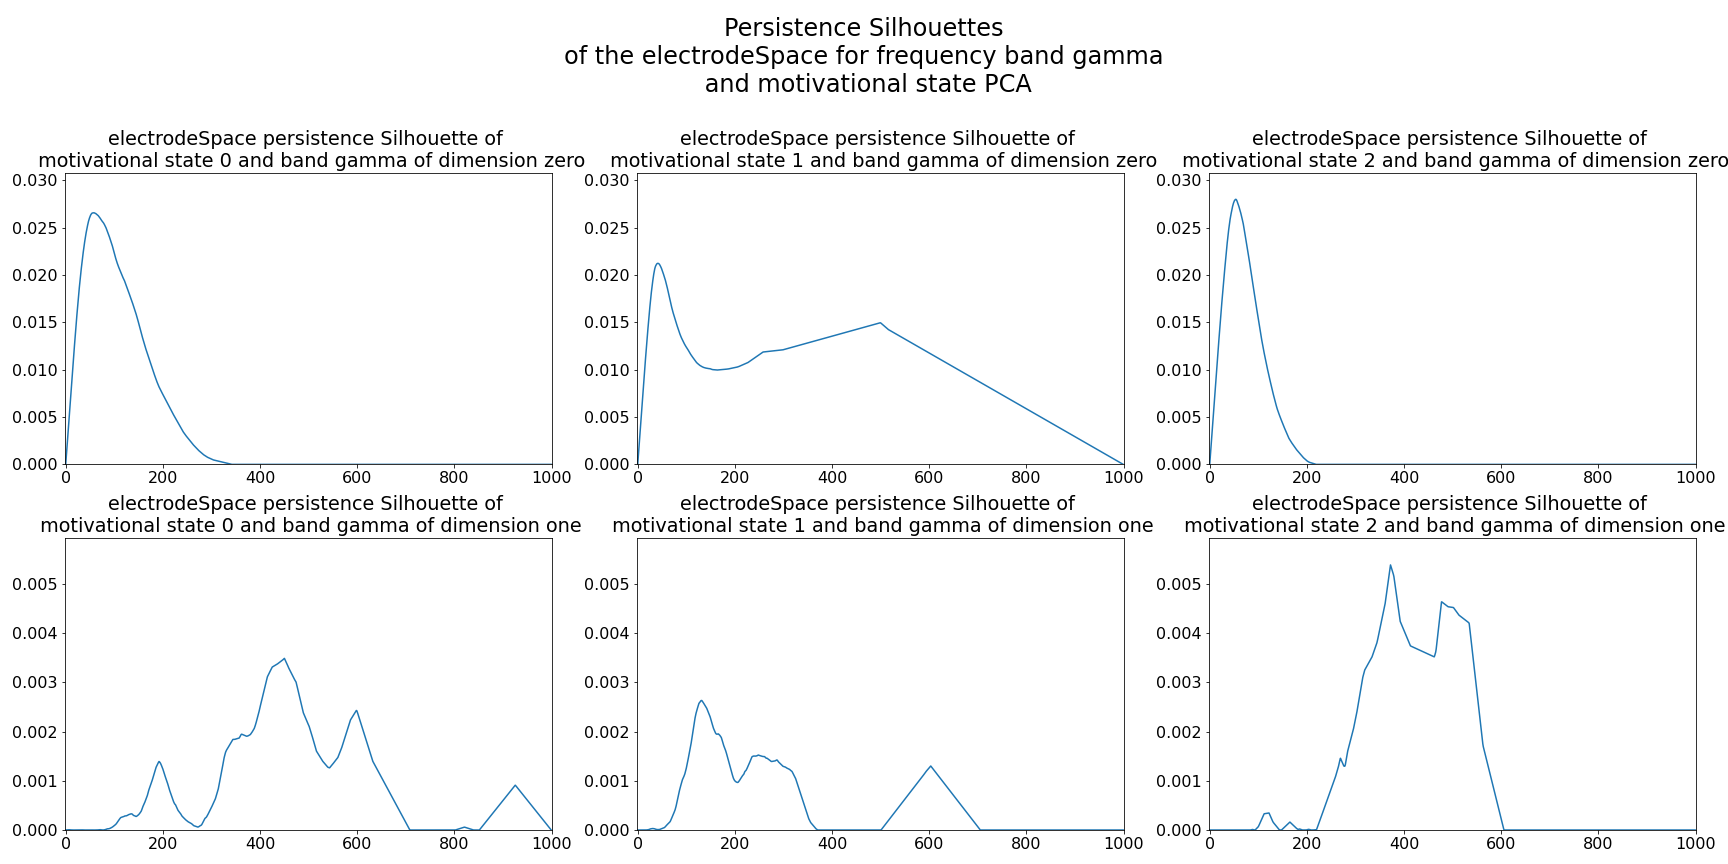 Persistence Silhouettes
of the electrodeSpace for frequency band gamma
and motivational state PCA
electrodeSpace persistence Silhouette of
motivational state 0 and band gamma of dimension zero
0.030
0.025
0.020
0.015
0.010
0.005
0.000
0 200 400 600 800 1000
electrodeSpace persistence Silhouette of
motivational state 1 and band gamma of dimension zero
0.030
0.025
0.020
0.015
0.010
0.005
0.000
0 200 400 600 800 1000
electrodeSpace persistence Silhouette of
motivational state 2 and band gamma of dimension zero
0.030
0.025
0.020
0.015
0.010
0.005
0.000
0 200 400 600 800 1000
electrodeSpace persistence Silhouette of
motivational state 0 and band gamma of dimension one
0.005
0.004
0.003
0.002
0.001
0.000
0 200 400 600 800 1000
electrodeSpace persistence Silhouette of
motivational state 1 and band gamma of dimension one
0.005
0.004
0.003
0.002
0.001
0.000
0 200 400 600 800 1000
electrodeSpace persistence Silhouette of
motivational state 2 and band gamma of dimension one
0.005
0.004
0.003
0.002
0.001
0.000
0 200 400 600 800 1000